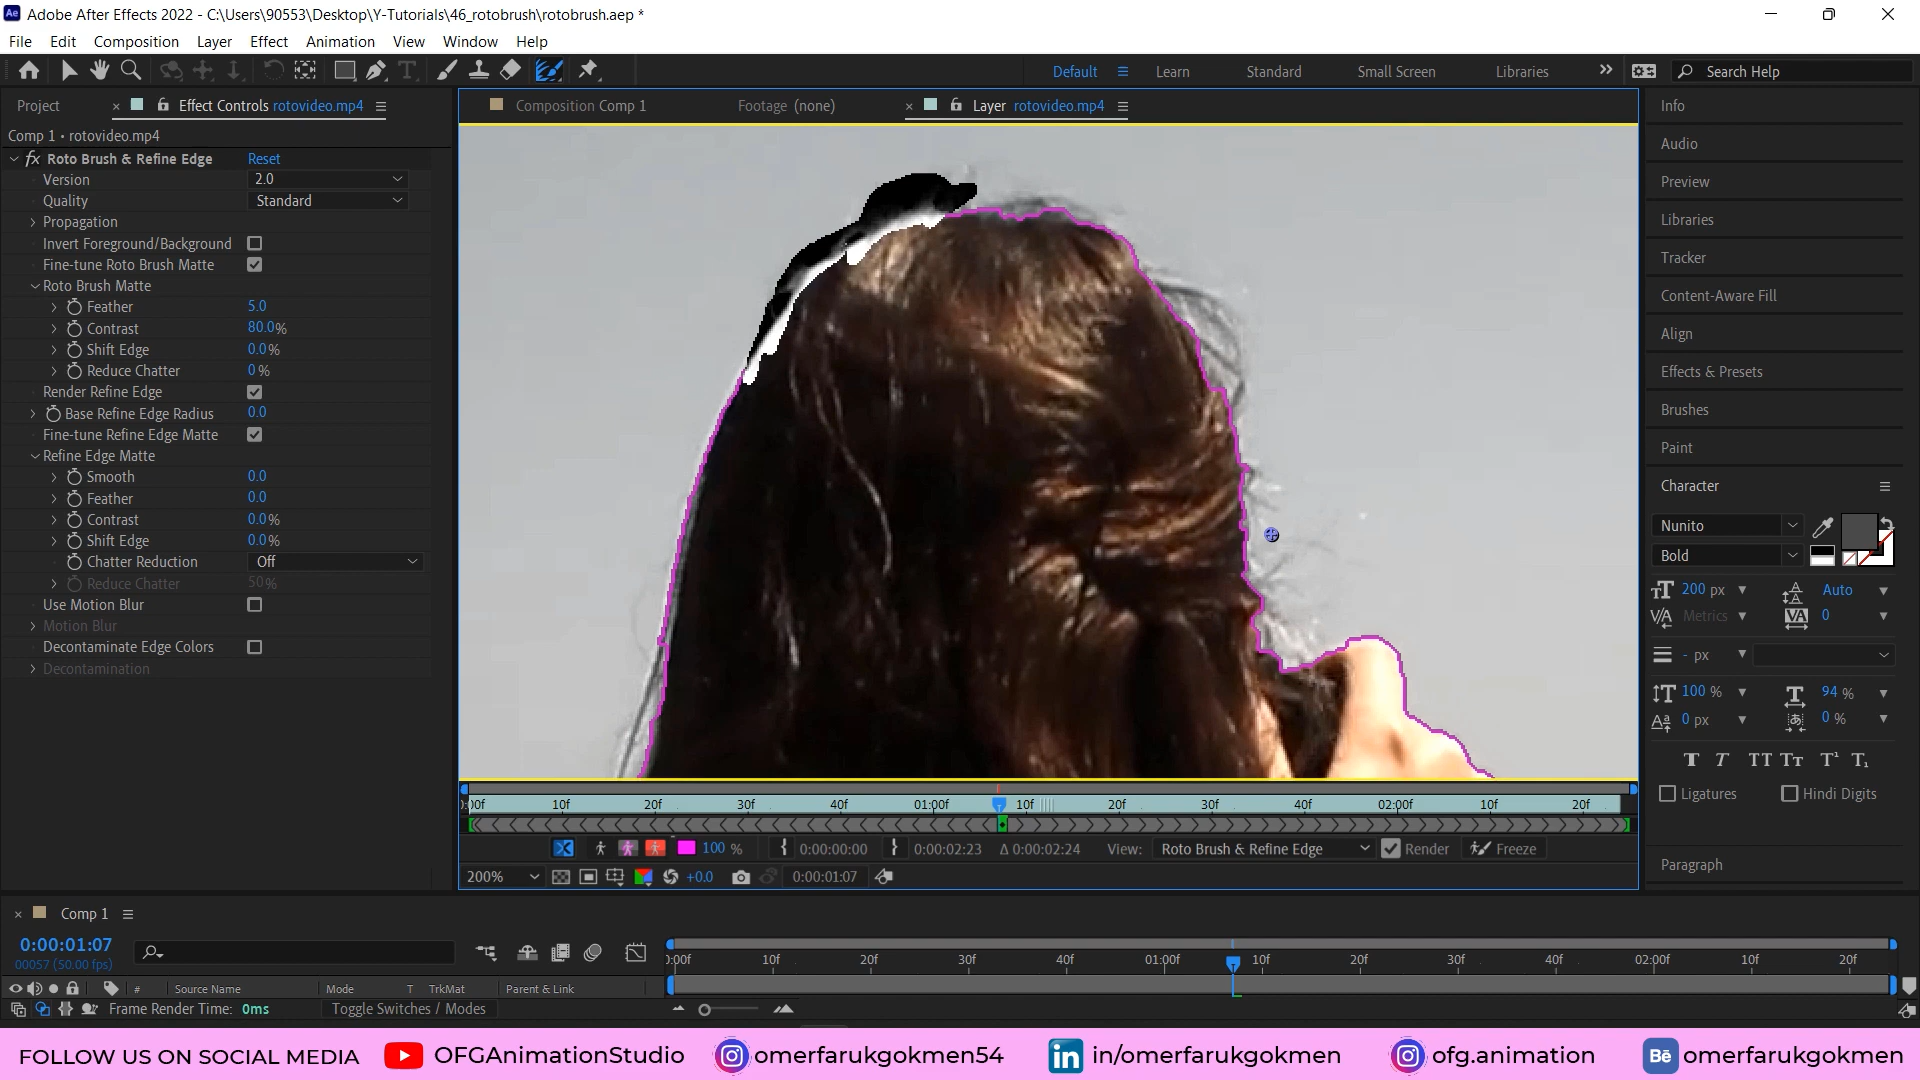 Ae Adobe After Effects 2022 - C:\Users\90553\Desktop\Y-Tutorials\46_rotobrush\rotobrush.aep *
File Edit Composition Layer Effect Animation View Window Help
Default Learn Standard Small Screen Libraries Search Help
Project Effect Controls rotovideo.mp4
Composition Comp 1 Footage (none) Layer rotovideo.mp4
Comp 1 • rotovideo.mp4
fx Roto Brush & Refine Edge Reset
Version 2.0
Quality Standard
Propagation
Invert Foreground/Background
Fine-tune Roto Brush Matte
Roto Brush Matte
Feather 5.0
Contrast 80.0%
Shift Edge 0.0%
Reduce Chatter 0%
Render Refine Edge
Base Refine Edge Radius 0.0
Fine-tune Refine Edge Matte
Refine Edge Matte
Smooth 0.0
Feather 0.0
Contrast 0.0%
Shift Edge 0.0%
Chatter Reduction Off
Reduce Chatter 50%
Use Motion Blur
Motion Blur
Decontaminate Edge Colors
Decontamination
Info
Audio
Preview
Libraries
Tracker
Content-Aware Fill
Align
Effects & Presets
Brushes
Paint
Character
Nunito
Bold
200 px Auto
Metrics 0
- px
100 % 94 %
0 px 0 %
T T TT Tt T¹ T₁
Ligatures Hindi Digits
Paragraph
0:00f 10f 20f 30f 40f 01:00f 10f 20f 30f 40f 02:00f 10f 20f
100 % 0:00:00:00 0:00:02:23 Δ 0:00:02:24 View: Roto Brush & Refine Edge Render Freeze
200% +0.0 0:00:01:07
Comp 1
0:00:01:07
00057 (50.00 fps)
0:00f 10f 20f 30f 40f 01:00f 10f 20f 30f 40f 02:00f 10f 20f
# Source Name Mode T TrkMat Parent & Link
Frame Render Time: 0ms Toggle Switches / Modes
FOLLOW US ON SOCIAL MEDIA OFGAnimationStudio omerfarukgokmen54 in in/omerfarukgokmen ofg.animation Bē omerfarukgokmen